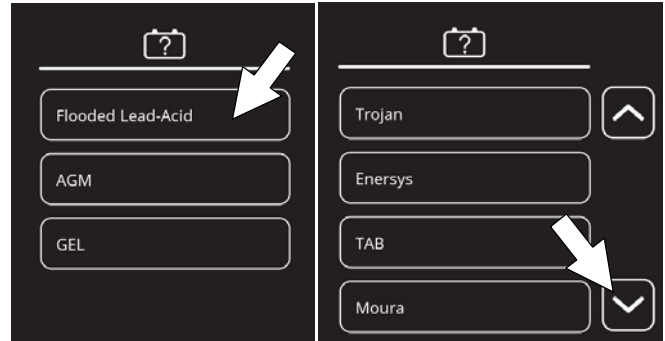 ?
Flooded Lead-Acid
AGM
GEL
?
Trojan
Enersys
TAB
Moura